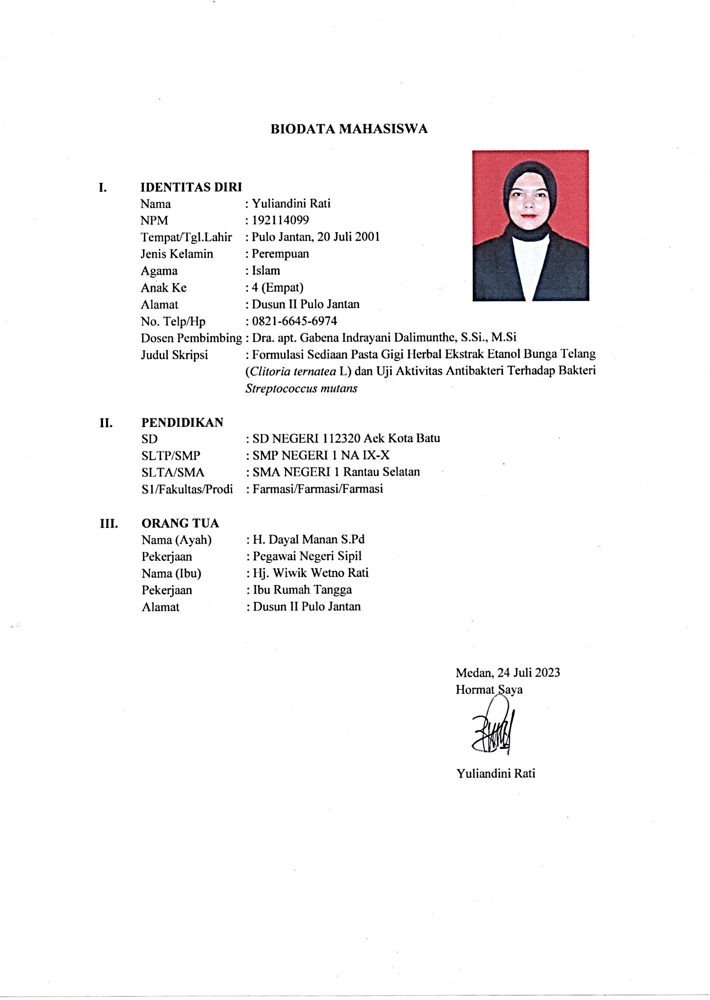 BIODATA MAHASISWA
I. IDENTITAS DIRI
Nama : Yuliandini Rati
NPM : 192114099
Tempat/Tgl.Lahir : Pulo Jantan, 20 Juli 2001
Jenis Kelamin : Perempuan
Agama : Islam
Anak Ke : 4 (Empat)
Alamat : Dusun II Pulo Jantan
No. Telp/Hp : 0821-6645-6974
Dosen Pembimbing : Dra. apt. Gabena Indrayani Dalimunthe, S.Si., M.Si
Judul Skripsi : Formulasi Sediaan Pasta Gigi Herbal Ekstrak Etanol Bunga Telang
(Clitoria ternatea L) dan Uji Aktivitas Antibakteri Terhadap Bakteri
Streptococcus mutans
II. PENDIDIKAN
SD : SD NEGERI 112320 Aek Kota Batu
SLTP/SMP : SMP NEGERI 1 NA IX-X
SLTA/SMA : SMA NEGERI 1 Rantau Selatan
S1/Fakultas/Prodi : Farmasi/Farmasi/Farmasi
III. ORANG TUA
Nama (Ayah) : H. Dayal Manan S.Pd
Pekerjaan : Pegawai Negeri Sipil
Nama (Ibu) : Hj. Wiwik Wetno Rati
Pekerjaan : Ibu Rumah Tangga
Alamat : Dusun II Pulo Jantan
Medan, 24 Juli 2023
Hormat Saya
Yuliandini Rati